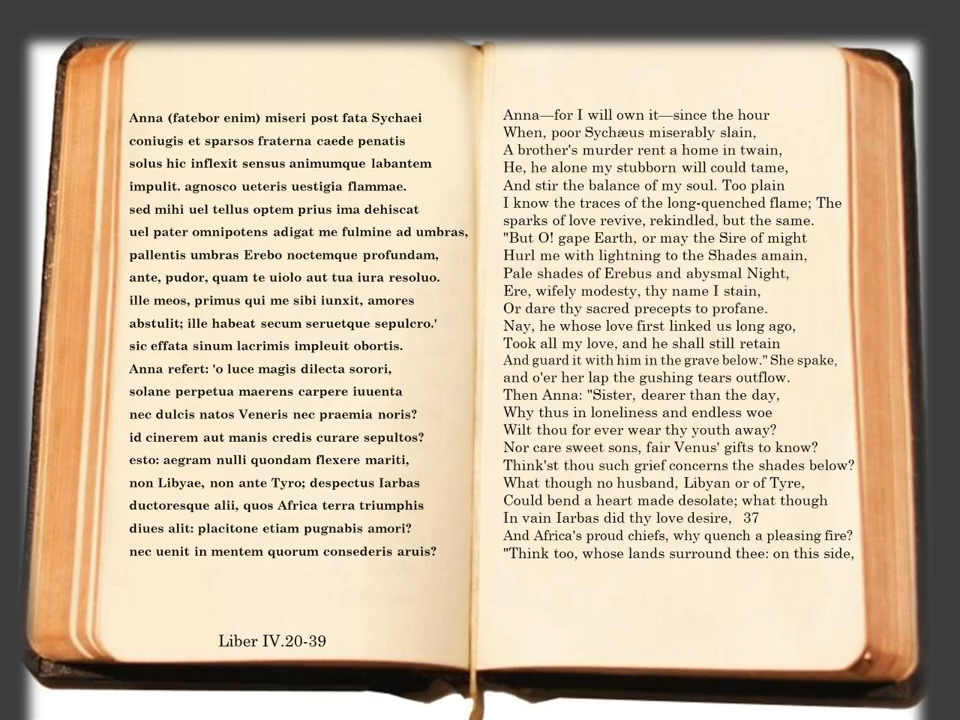 Anna (fatebor enim) miseri post fata Sychaei
coniugis et sparsos fraterna caede penatis
solus hic inflexit sensus animumque labantem
impulit. agnosco ueteris uestigia flammae.
sed mihi uel tellus optem prius ima dehiscat
uel pater omnipotens adigat me fulmine ad umbras,
pallentis umbras Erebo noctemque profundam,
ante, pudor, quam te uiolo aut tua iura resoluo.
ille meos, primus qui me sibi iunxit, amores
abstulit; ille habeat secum seruetque sepulcro.'
sic effata sinum lacrimis impleuit obortis.
Anna refert: 'o luce magis dilecta sorori,
solane perpetua maerens carpere iuuenta
nec dulcis natos Veneris nec praemia noris?
id cinerem aut manis credis curare sepultos?
esto: aegram nulli quondam flexere mariti,
non Libyae, non ante Tyro; despectus Iarbas
ductoresque alii, quos Africa terra triumphis
diues alit: placitone etiam pugnabis amori?
nec uenit in mentem quorum consederis aruis?
Liber IV.20-39
Anna—for I will own it—since the hour
When, poor Sychæus miserably slain,
A brother's murder rent a home in twain,
He, he alone my stubborn will could tame,
And stir the balance of my soul. Too plain
I know the traces of the long-quenched flame; The
sparks of love revive, rekindled, but the same.
"But O! gape Earth, or may the Sire of might
Hurl me with lightning to the Shades amain,
Pale shades of Erebus and abysmal Night,
Ere, wifely modesty, thy name I stain,
Or dare thy sacred precepts to profane.
Nay, he whose love first linked us long ago,
Took all my love, and he shall still retain
And guard it with him in the grave below." She spake,
and o'er her lap the gushing tears outflow.
Then Anna: "Sister, dearer than the day,
Why thus in loneliness and endless woe
Wilt thou for ever wear thy youth away?
Nor care sweet sons, fair Venus' gifts to know?
Think'st thou such grief concerns the shades below?
What though no husband, Libyan or of Tyre,
Could bend a heart made desolate; what though
In vain Iarbas did thy love desire, 37
And Africa's proud chiefs, why quench a pleasing fire?
"Think too, whose lands surround thee: on this side,